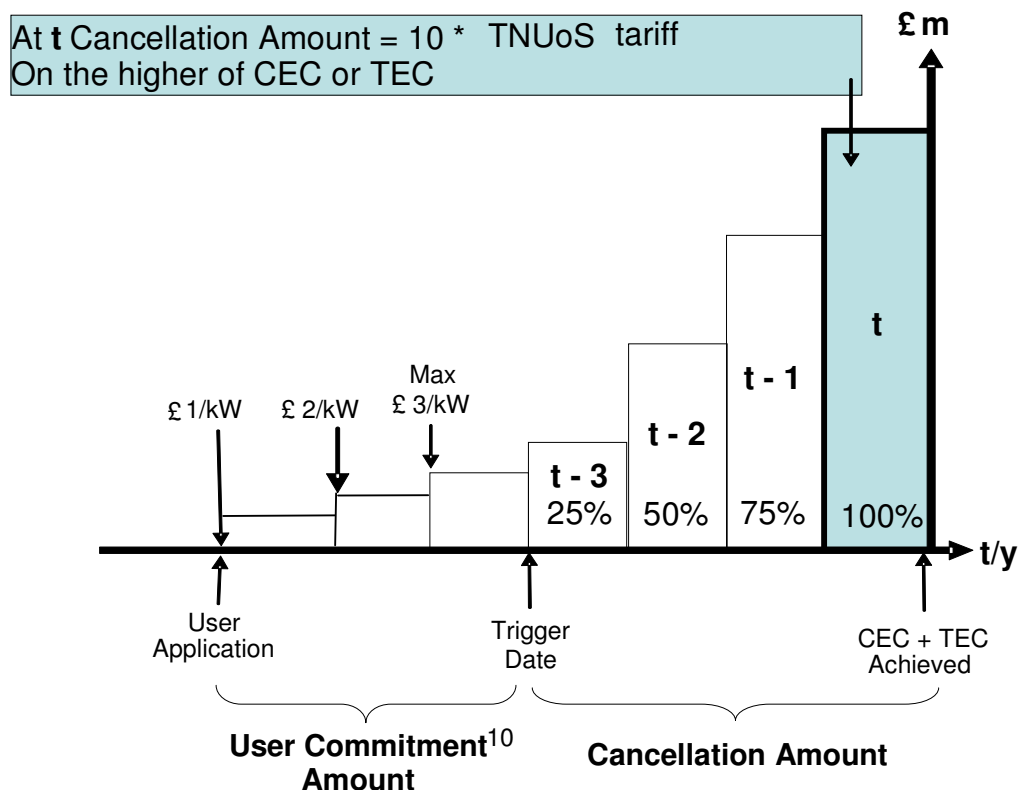 At t Cancellation Amount = 10 * TNUoS tariff
On the higher of CEC or TEC
£ m
t
t - 1
Max
£ 1/kW
£ 2/kW
£ 3/kW
t - 2
t - 3
25%
50%
75%
100%
t/y
User
Application
Trigger
Date
CEC + TEC
Achieved
User Commitment10
Amount
Cancellation Amount